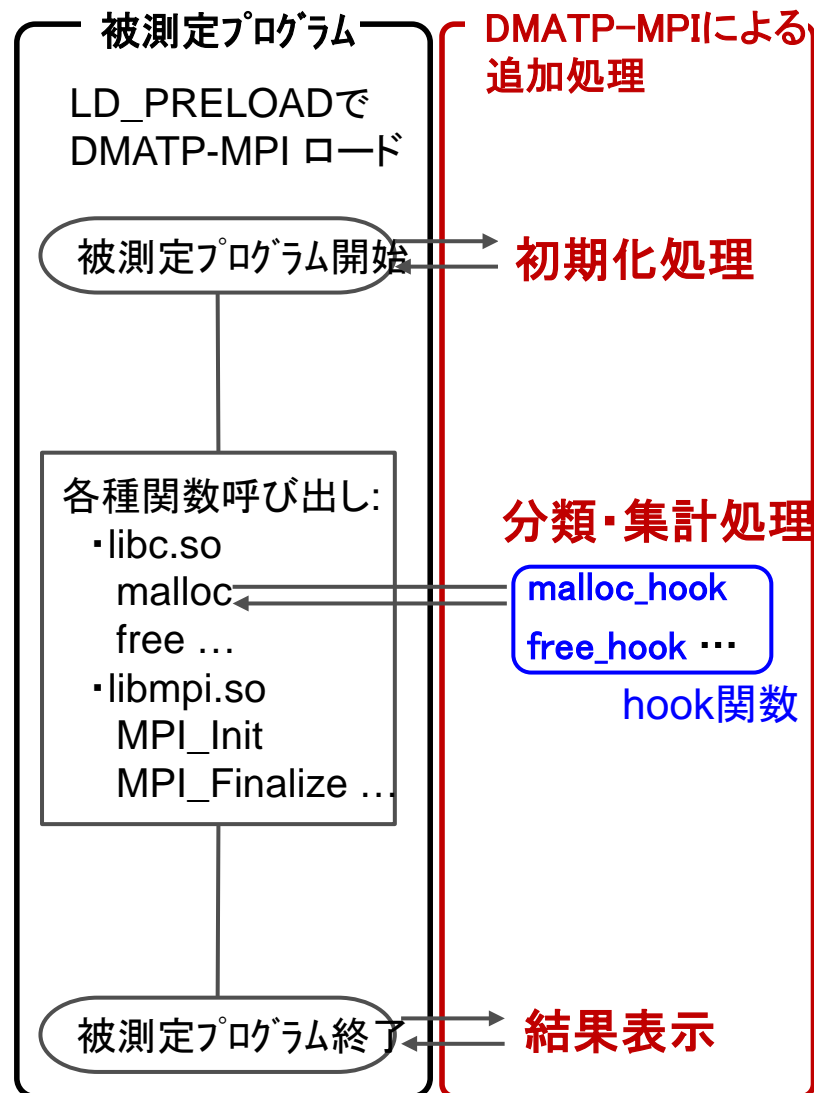 被測定ﾌﾟﾛｸﾞﾗﾑ
LD_PRELOADで
DMATP-MPI ロード
被測定ﾌﾟﾛｸﾞﾗﾑ開始
各種関数呼び出し:
・libc.so
malloc
free …
・libmpi.so
MPI_Init
MPI_Finalize …
被測定ﾌﾟﾛｸﾞﾗﾑ終了
DMATP-MPIによる
追加処理
初期化処理
分類・集計処理
malloc_hook
free_hook …
hook関数
結果表示